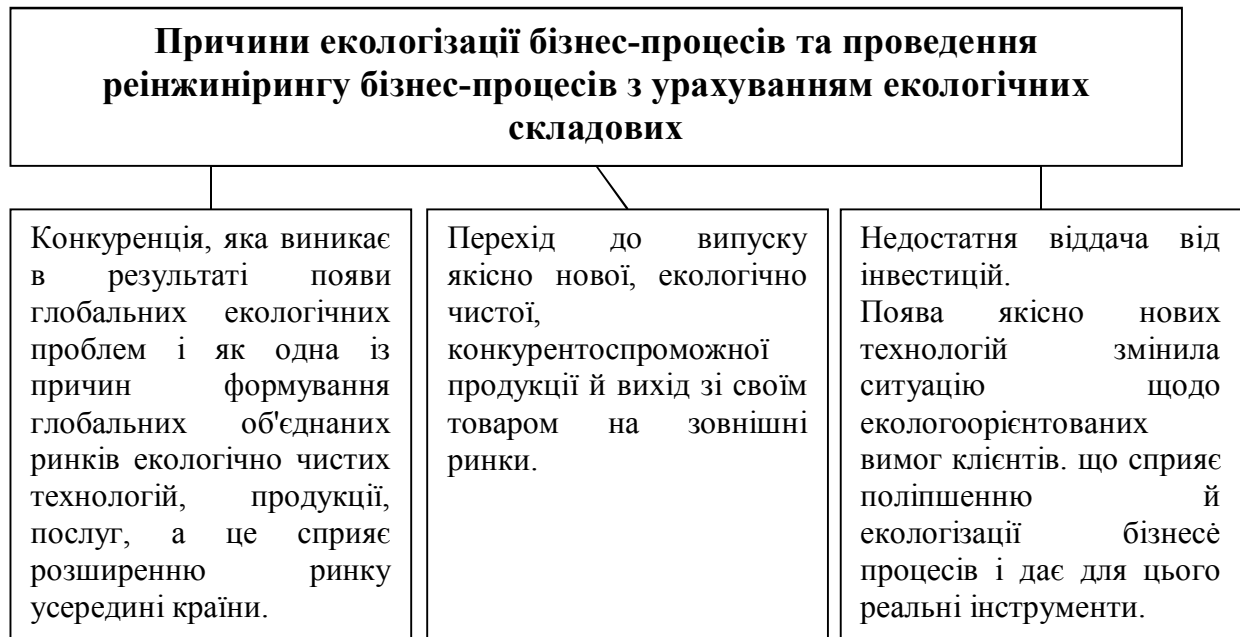 Причини екологізації бізнес-процесів та проведення
реінжинірингу бізнес-процесів з урахуванням екологічних
складових
Конкуренція, яка виникає
в результаті появи
глобальних екологічних
проблем і як одна із
причин формування
глобальних об'єднаних
ринків екологічно чистих
технологій, продукції,
послуг, а це сприяє
розширенню ринку
усередині країни.
Перехід до випуску
якісно нової, екологічно
чистої,
конкурентоспроможної
продукції й вихід зі своїм
товаром на зовнішні
ринки.
Недостатня віддача від
інвестицій.
Поява якісно нових
технологій змінила
ситуацію щодо
екологоорієнтованих
вимог клієнтів. що сприяє
поліпшенню й
екологізації бізнесė
процесів і дає для цього
реальні інструменти.